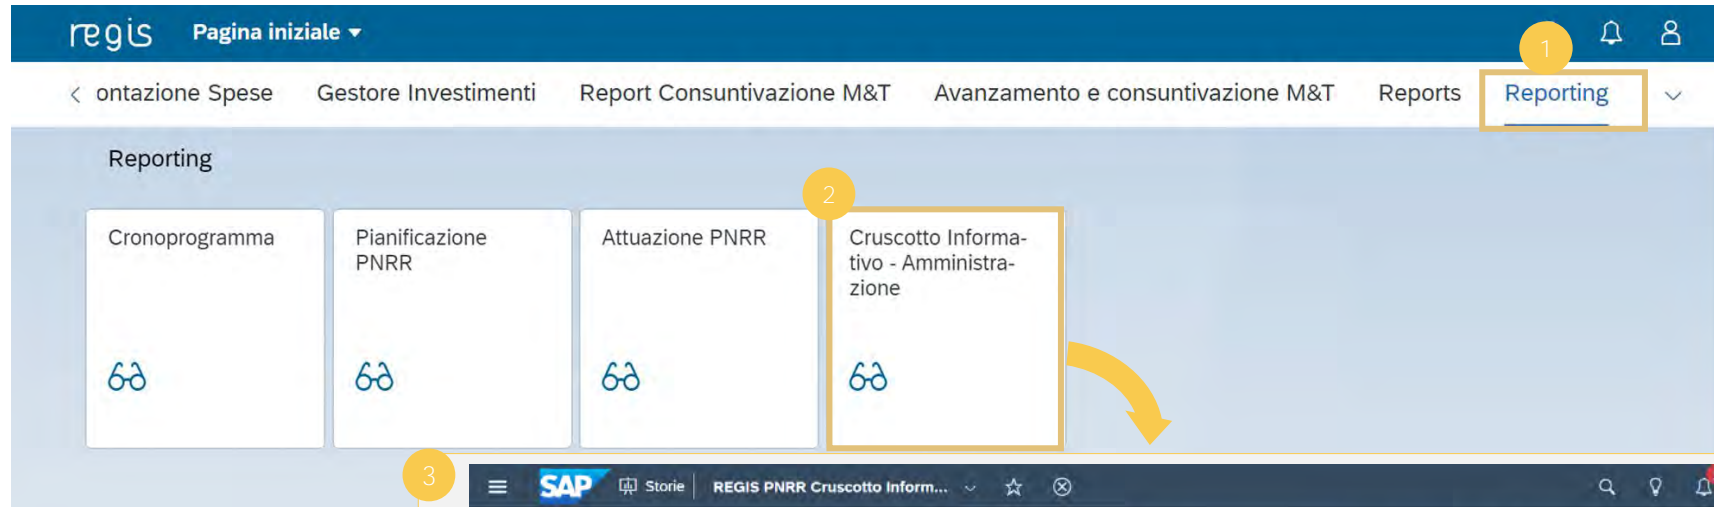 regis Pagina iniziale
1
ontazione Spese Gestore Investimenti Report Consuntivazione M&T Avanzamento e consuntivazione M&T Reports Reporting
Reporting
2
Cronoprogramma
Pianificazione
PNRR
Attuazione PNRR
Cruscotto Informa-
tivo - Amministra-
zione
3
SAP Storie REGIS PNRR Cruscotto Inform...